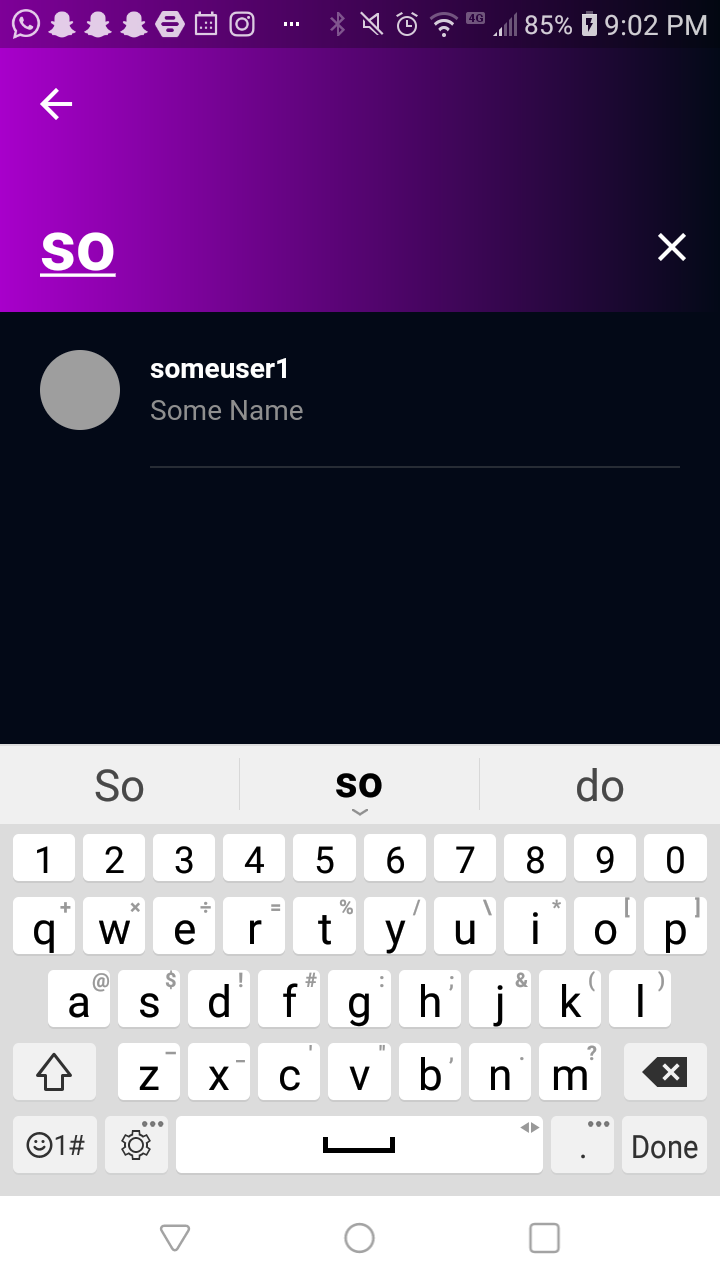 4G 85% 9:02 PM
so
someuser1
Some Name
So so do
1 2 3 4 5 6 7 8 9 0
+ × ÷ = % / \ * [ ]
q w e r t y u i o p
@ $ ! # : ; & ( )
a s d f g h j k l
– _ ' " , . ?
z x c v b n m
1# . Done